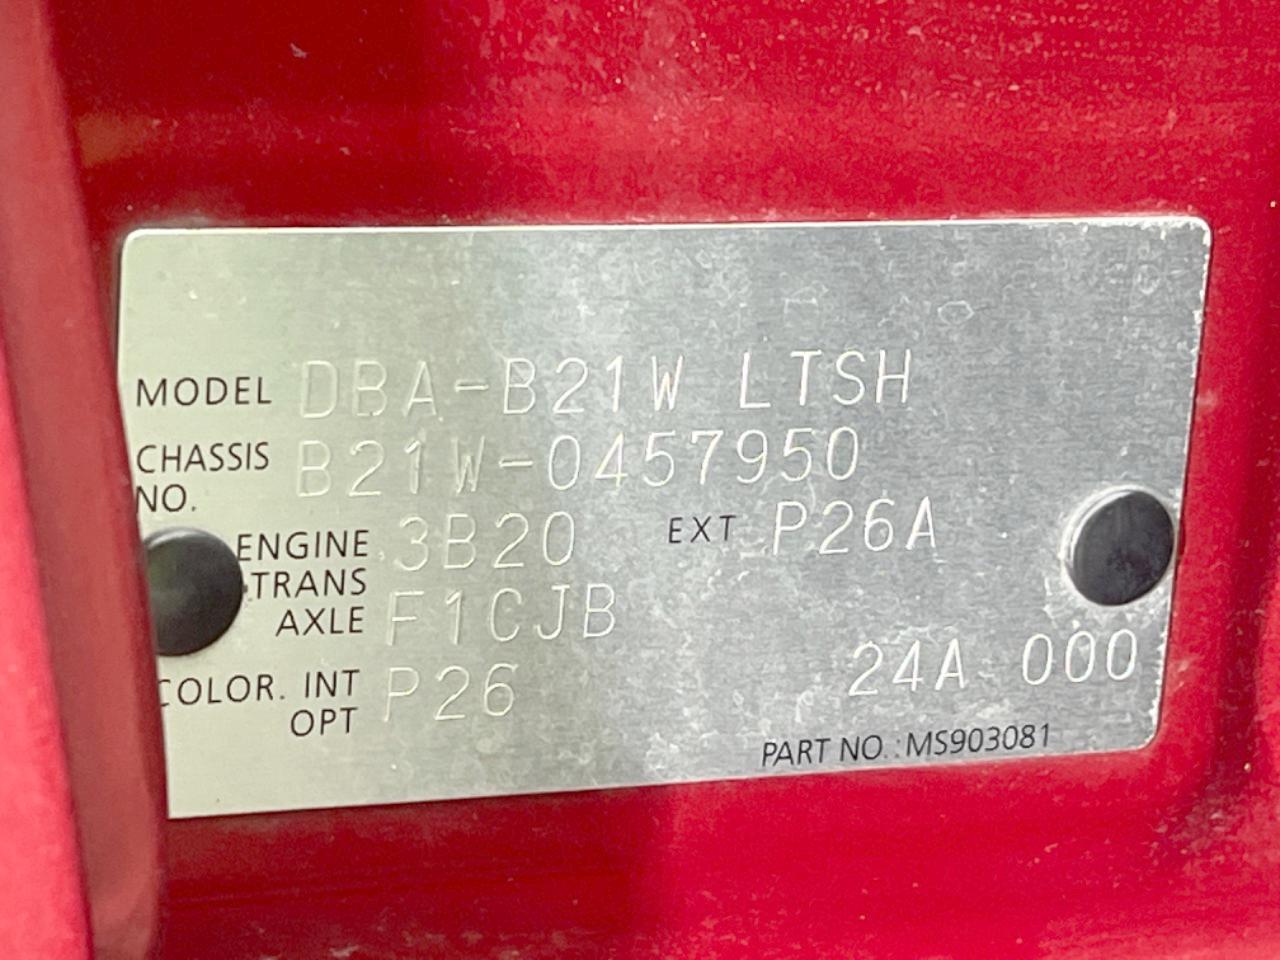 MODEL DBA-B21W LTSH
CHASSIS NO. B21W-0457950
ENGINE 3B20 EXT P26A
TRANS AXLE F1CJB
COLOR. INT OPT P26 24A 000
PART NO.:MS903081